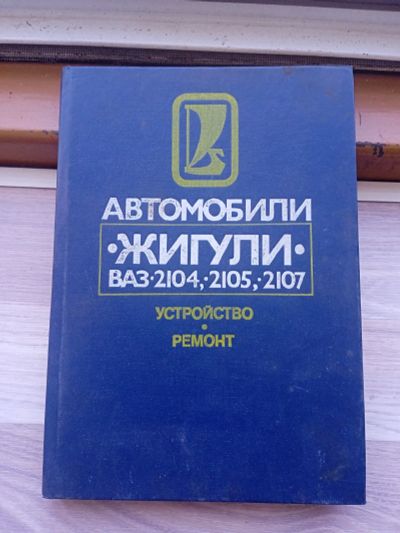 АВТОМОБИЛИ
·ЖИГУЛИ·
ВАЗ·2104,·2105,·2107
УСТРОЙСТВО
·
РЕМОНТ